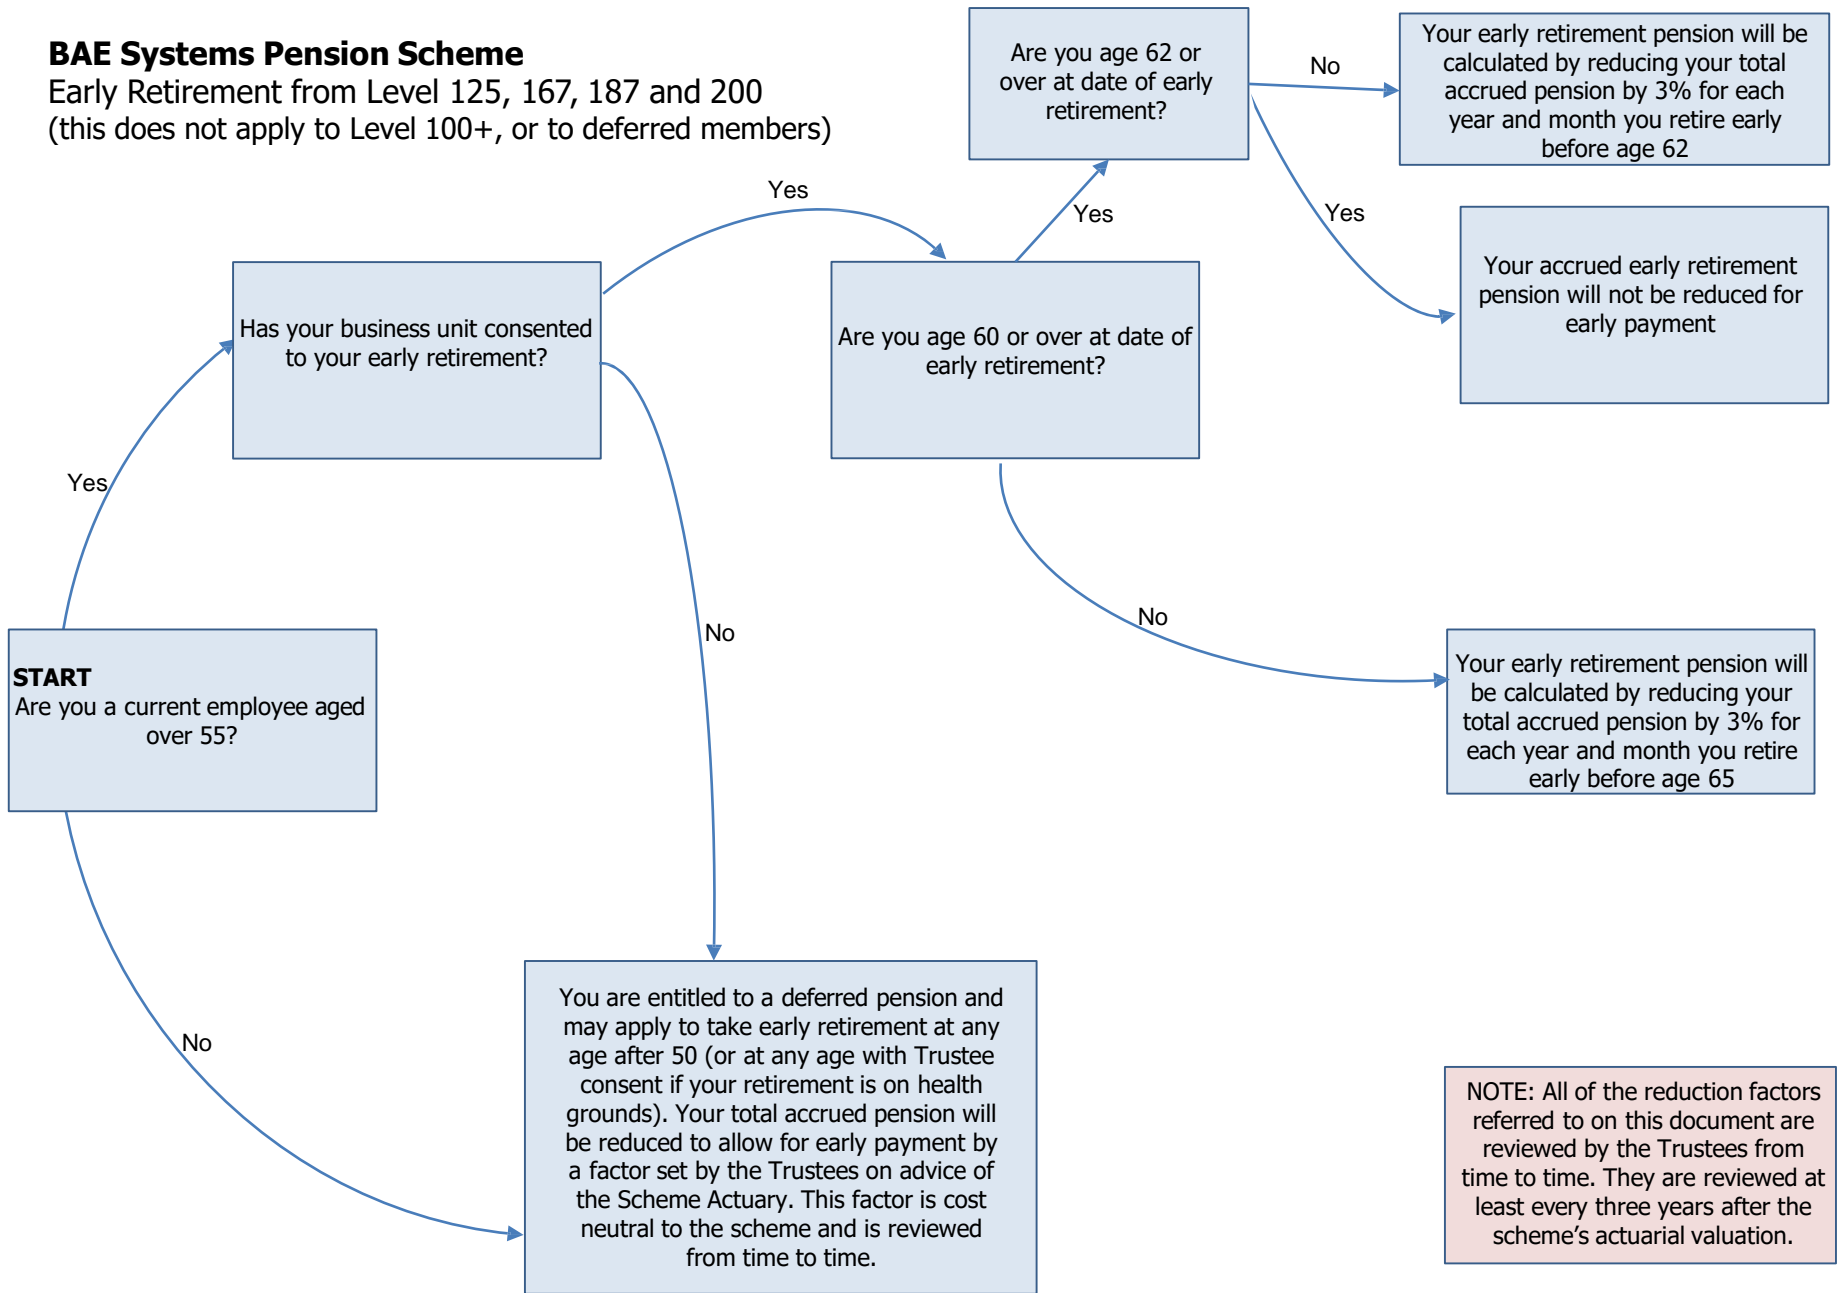 BAE Systems Pension Scheme
Early Retirement from Level 125, 167, 187 and 200
(this does not apply to Level 100+, or to deferred members)
Are you age 62 or
over at date of early
retirement?
No
Your early retirement pension will be
calculated by reducing your total
accrued pension by 3% for each
year and month you retire early
before age 62
Yes
Yes
Yes
Your accrued early retirement
pension will not be reduced for
early payment
Has your business unit consented
to your early retirement?
Are you age 60 or over at date of
early retirement?
Yes
No
No
START
Are you a current employee aged
over 55?
Your early retirement pension will
be calculated by reducing your
total accrued pension by 3% for
each year and month you retire
early before age 65
No
You are entitled to a deferred pension and
may apply to take early retirement at any
age after 50 (or at any age with Trustee
consent if your retirement is on health
grounds). Your total accrued pension will
be reduced to allow for early payment by
a factor set by the Trustees on advice of
the Scheme Actuary. This factor is cost
neutral to the scheme and is reviewed
from time to time.
NOTE: All of the reduction factors
referred to on this document are
reviewed by the Trustees from
time to time. They are reviewed at
least every three years after the
scheme’s actuarial valuation.